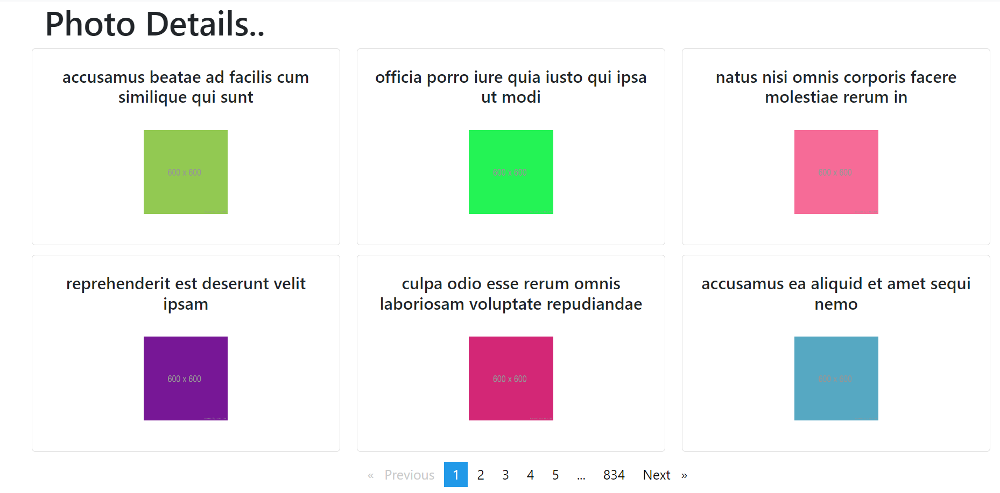 Photo Details..
accusamus beatae ad facilis cum
similique qui sunt
600 x 600
officia porro iure quia iusto qui ipsa
ut modi
600 x 600
natus nisi omnis corporis facere
molestiae rerum in
600 x 600
reprehenderit est deserunt velit
ipsam
600 x 600
culpa odio esse rerum omnis
laboriosam voluptate repudiandae
600 x 600
accusamus ea aliquid et amet sequi
nemo
600 x 600
« Previous 1 2 3 4 5 ... 834 Next »